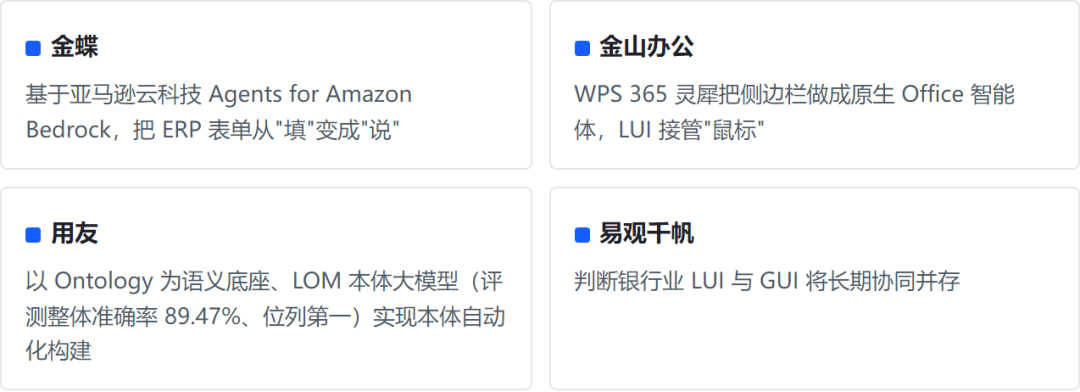 金蝶
基于亚马逊云科技 Agents for Amazon
Bedrock，把 ERP 表单从"填"变成"说"
金山办公
WPS 365 灵犀把侧边栏做成原生 Office 智能
体，LUI 接管"鼠标"
用友
以 Ontology 为语义底座、LOM 本体大模型（评
测整体准确率 89.47%、位列第一）实现本体自动
化构建
易观千帆
判断银行业 LUI 与 GUI 将长期协同并存